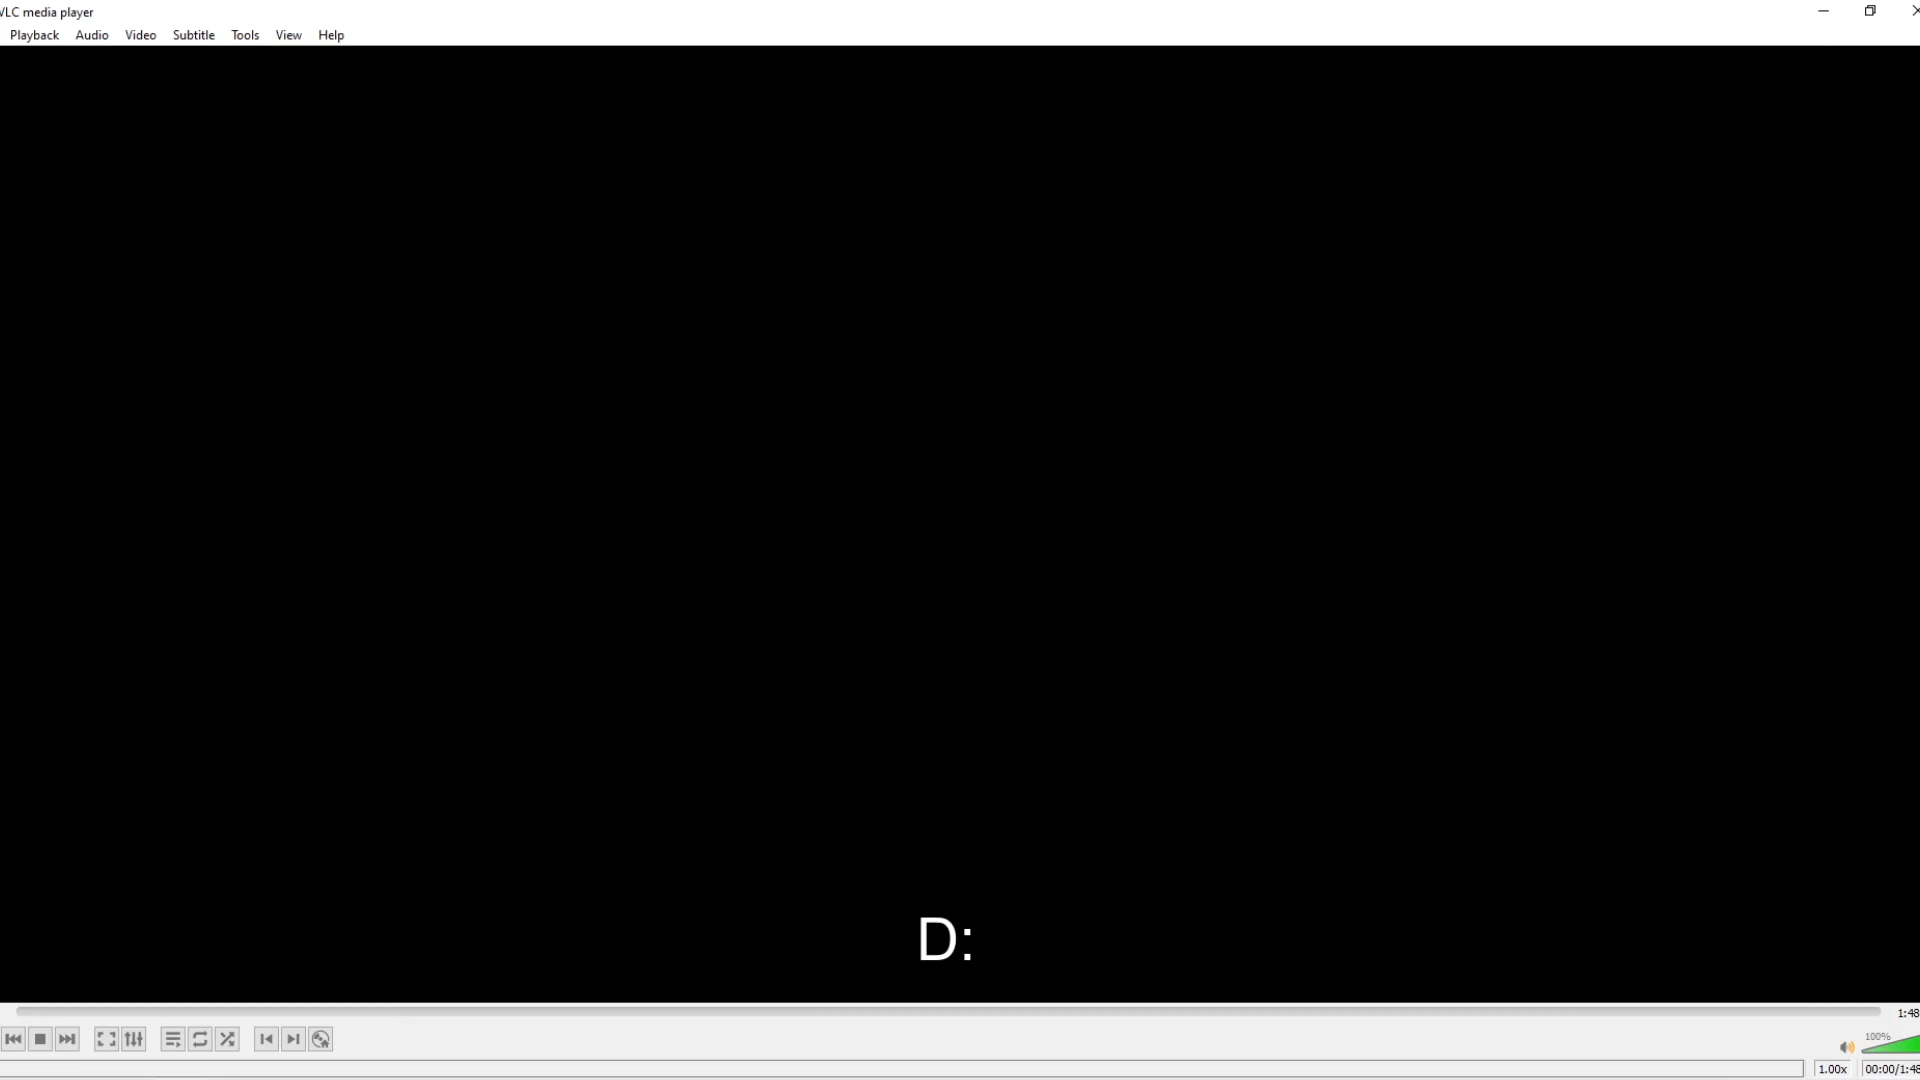 VLC media player
Playback Audio Video Subtitle Tools View Help
D:
1:48
100%
1.00x 00:00/1:48